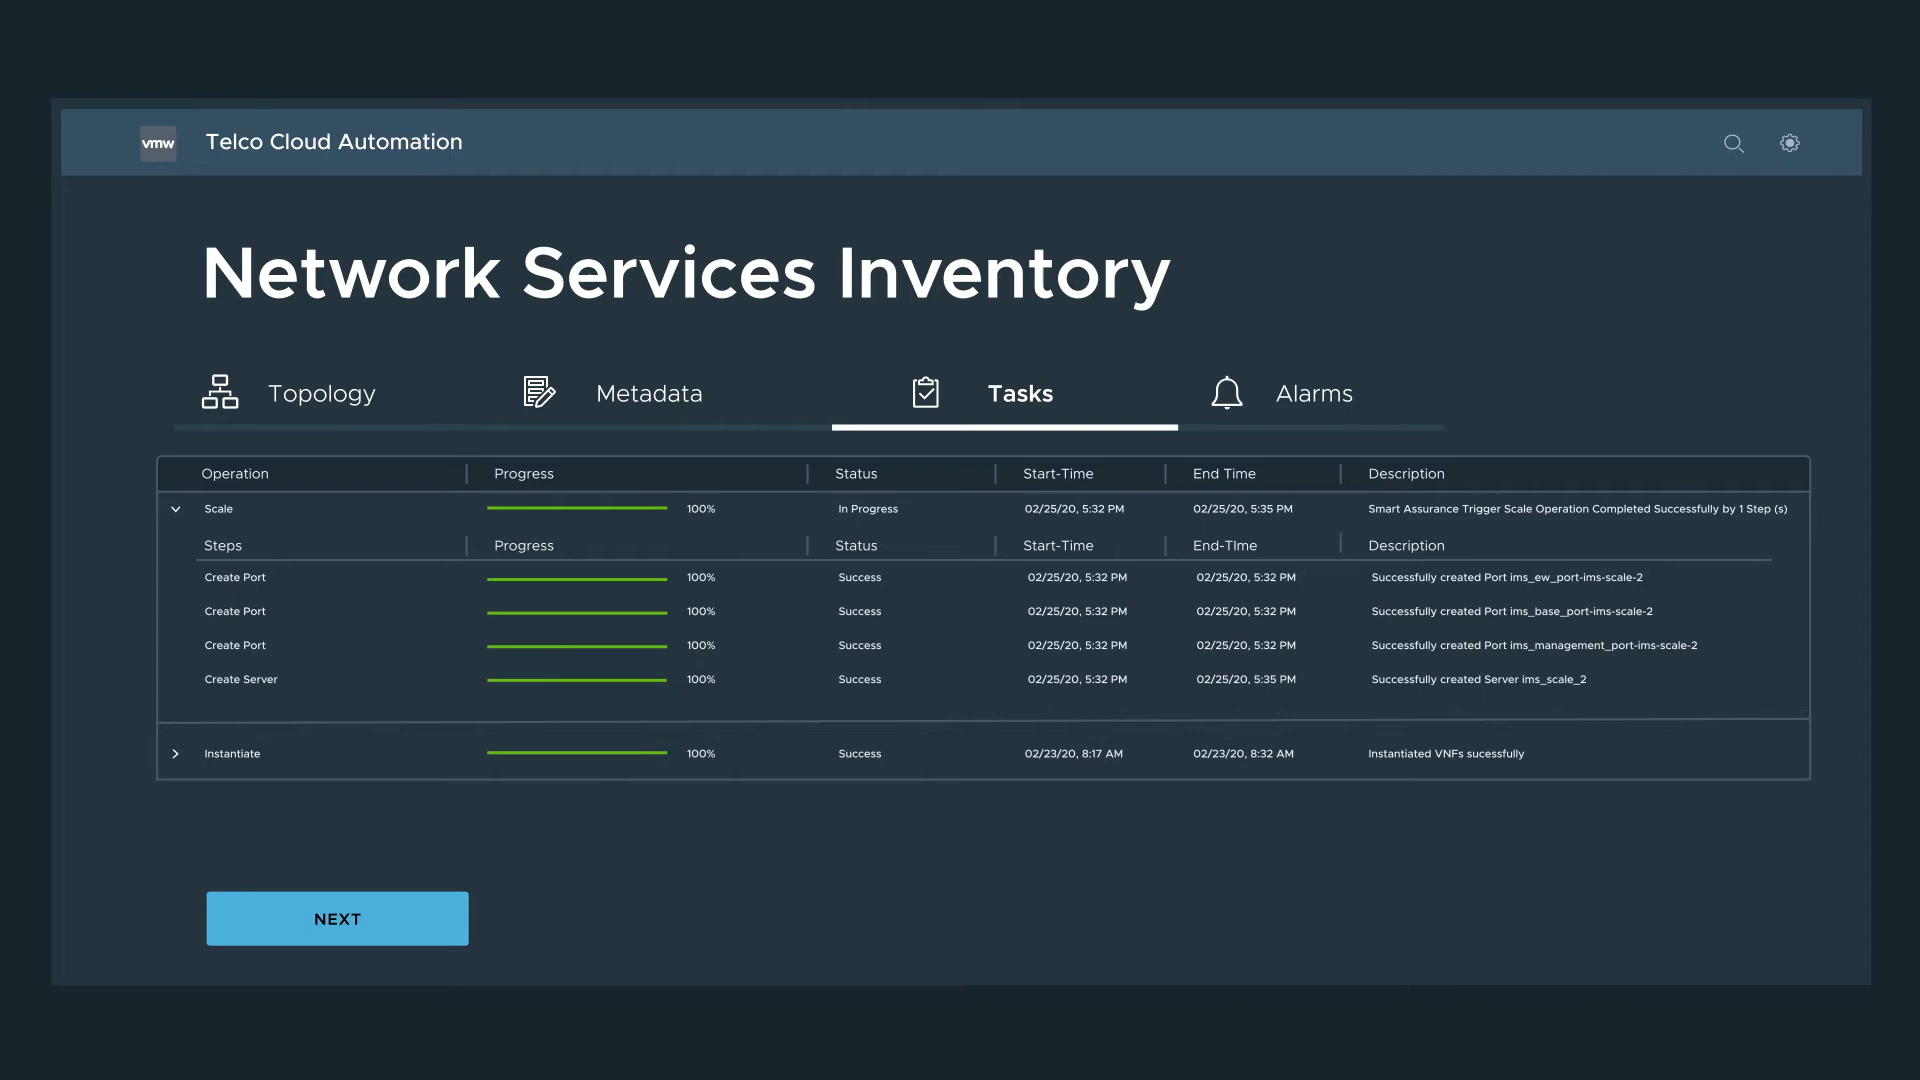 vmw Telco Cloud Automation
Network Services Inventory
Topology Metadata Tasks Alarms
Operation Progress Status Start-Time End Time Description
Scale 100% In Progress 02/25/20, 5:32 PM 02/25/20, 5:35 PM Smart Assurance Trigger Scale Operation Completed Successfully by 1 Step (s)
Steps Progress Status Start-Time End-TIme Description
Create Port 100% Success 02/25/20, 5:32 PM 02/25/20, 5:32 PM Successfully created Port ims_ew_port-ims-scale-2
Create Port 100% Success 02/25/20, 5:32 PM 02/25/20, 5:32 PM Successfully created Port ims_base_port-ims-scale-2
Create Port 100% Success 02/25/20, 5:32 PM 02/25/20, 5:32 PM Successfully created Port ims_management_port-ims-scale-2
Create Server 100% Success 02/25/20, 5:32 PM 02/25/20, 5:35 PM Successfully created Server ims_scale_2
Instantiate 100% Success 02/23/20, 8:17 AM 02/23/20, 8:32 AM Instantiated VNFs sucessfully
NEXT